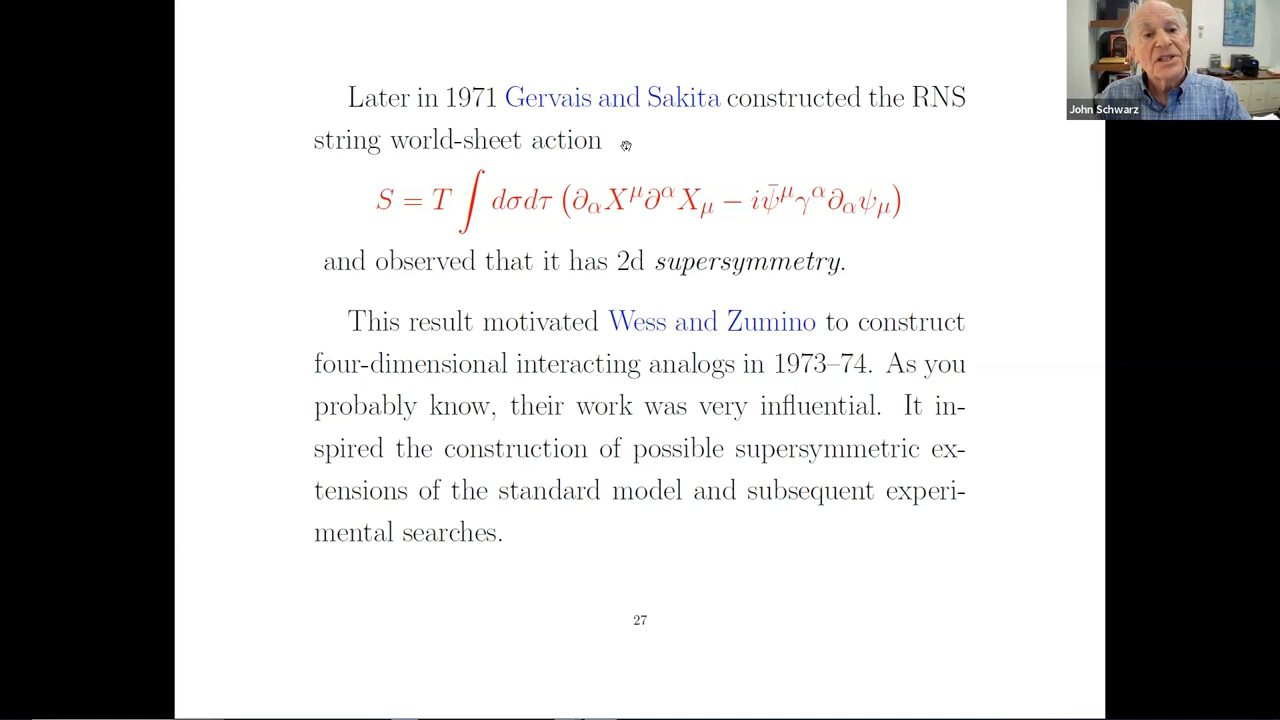 John Schwarz
Later in 1971 Gervais and Sakita constructed the RNS
string world-sheet action
S = T ∫ dσdτ (∂_α X^μ ∂^α X_μ − iψ̄^μ γ^α ∂_α ψ_μ)
and observed that it has 2d supersymmetry.
This result motivated Wess and Zumino to construct
four-dimensional interacting analogs in 1973–74. As you
probably know, their work was very influential. It in-
spired the construction of possible supersymmetric ex-
tensions of the standard model and subsequent experi-
mental searches.
27